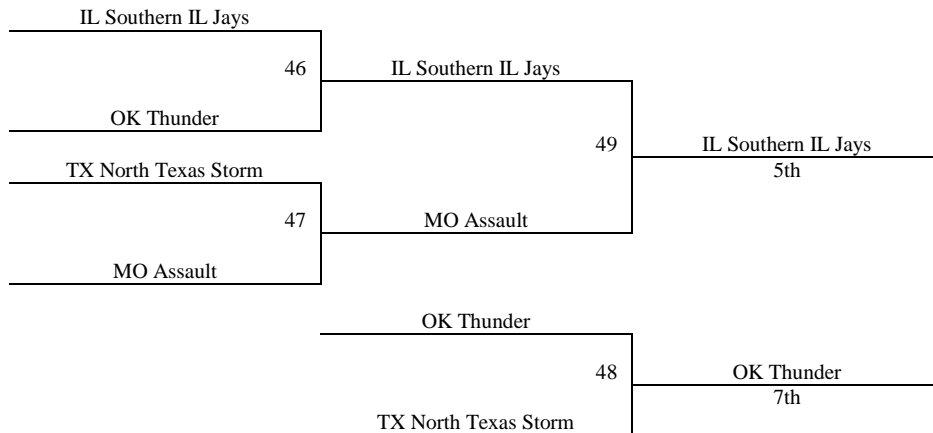 IL Southern IL Jays
46
IL Southern IL Jays
OK Thunder
49
IL Southern IL Jays
5th
TX North Texas Storm
47
MO Assault
MO Assault
OK Thunder
48
OK Thunder
7th
TX North Texas Storm